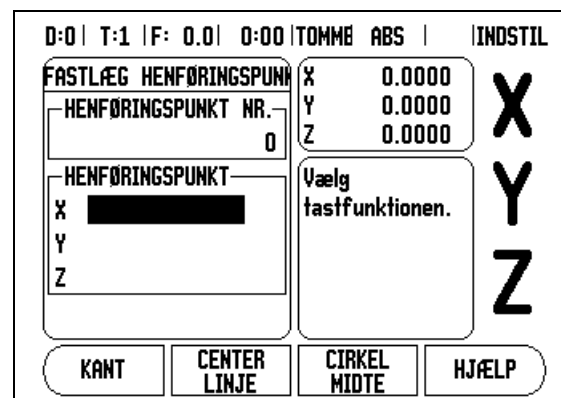 D:0 | T:1 | F: 0.0 | 0:00 | TOMME ABS | | INDSTIL
FASTLÆG HENFØRINGSPUN
HENFØRINGSPUNKT NR.
0
HENFØRINGSPUNKT
X
Y
Z
X 0.0000
Y 0.0000
Z 0.0000
Vælg
tastfunktionen.
X
Y
Z
KANT
CENTER
LINJE
CIRKEL
MIDTE
HJÆLP